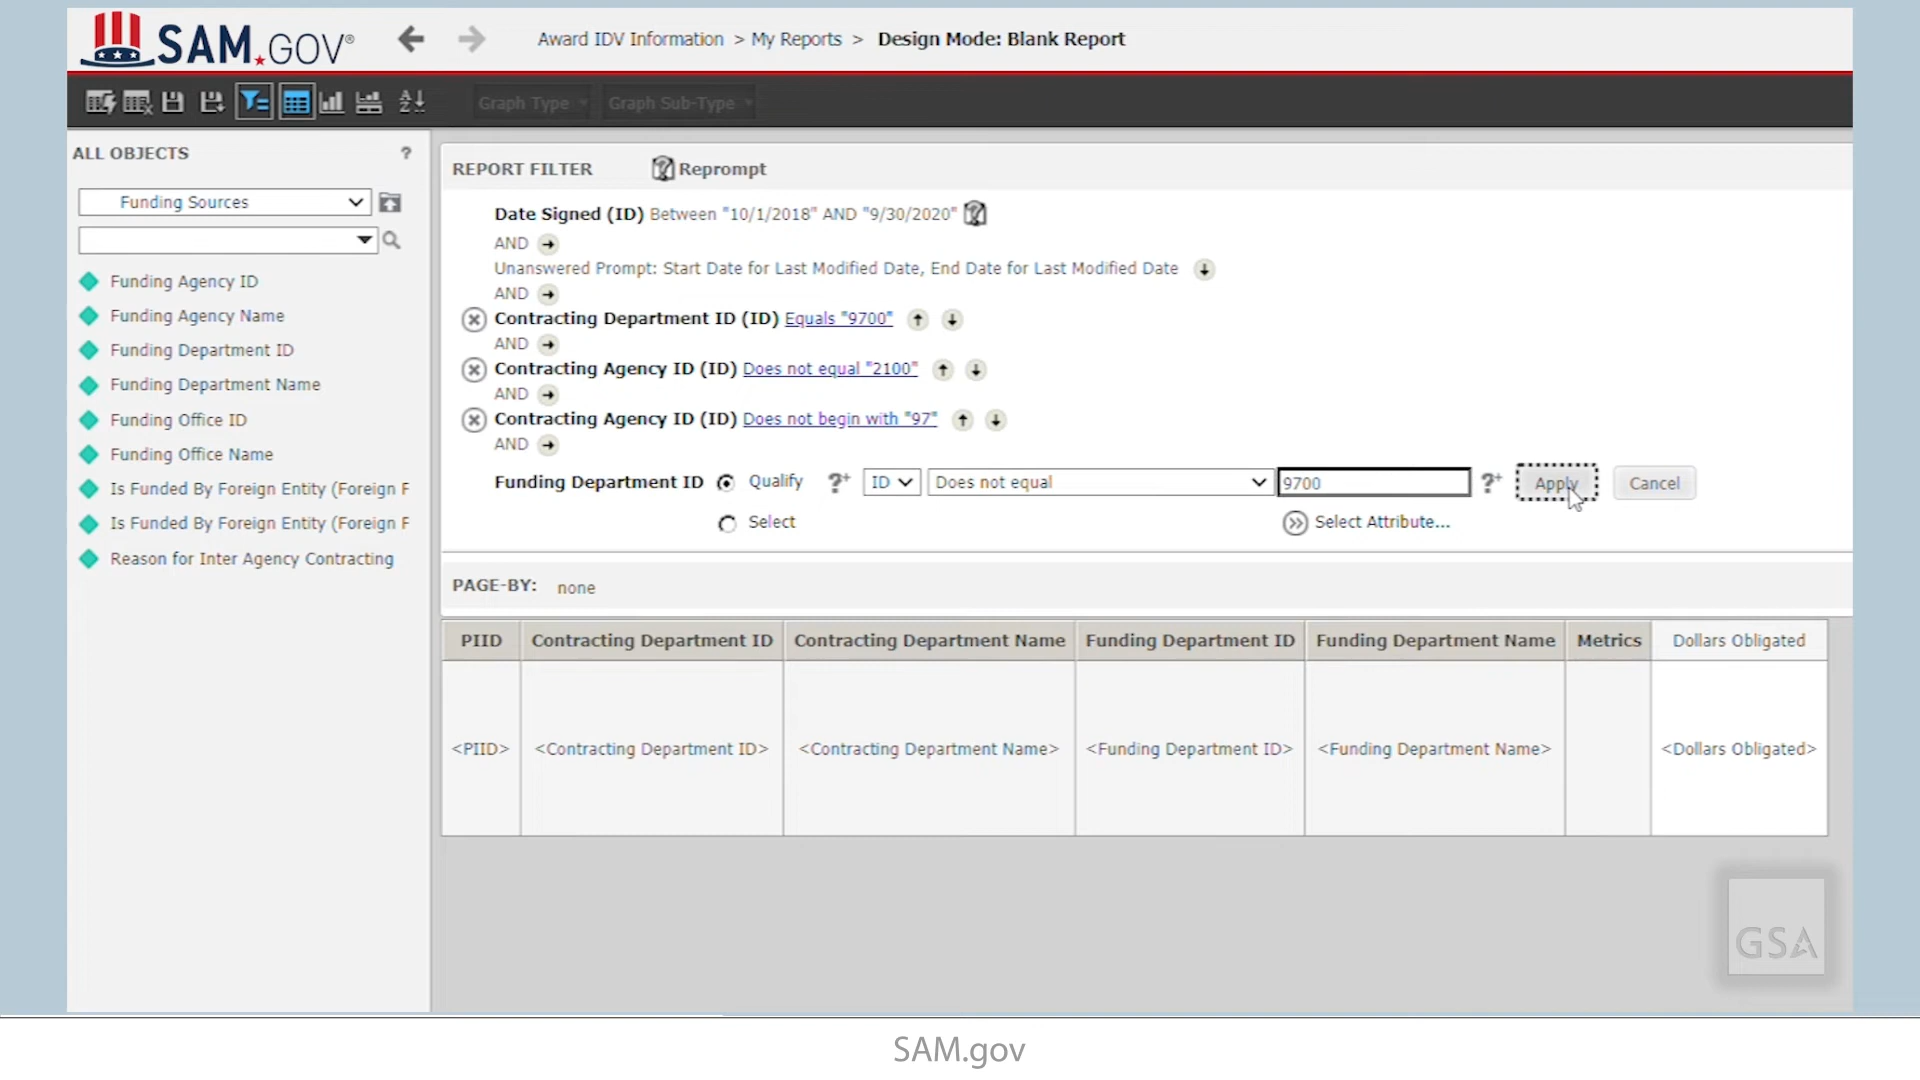 SAM.GOV®
Award IDV Information > My Reports > Design Mode: Blank Report
Graph Type Graph Sub-Type
ALL OBJECTS ?
Funding Sources
Funding Agency ID
Funding Agency Name
Funding Department ID
Funding Department Name
Funding Office ID
Funding Office Name
Is Funded By Foreign Entity (Foreign F
Is Funded By Foreign Entity (Foreign F
Reason for Inter Agency Contracting
REPORT FILTER Reprompt
Date Signed (ID) Between "10/1/2018" AND "9/30/2020"
AND
Unanswered Prompt: Start Date for Last Modified Date, End Date for Last Modified Date
AND
Contracting Department ID (ID) Equals "9700"
AND
Contracting Agency ID (ID) Does not equal "2100"
AND
Contracting Agency ID (ID) Does not begin with "97"
AND
Funding Department ID Qualify ?+ ID Does not equal 9700 ?+ Apply Cancel
Select Select Attribute...
PAGE-BY: none
PIID Contracting Department ID Contracting Department Name Funding Department ID Funding Department Name Metrics Dollars Obligated
<PIID> <Contracting Department ID> <Contracting Department Name> <Funding Department ID> <Funding Department Name> <Dollars Obligated>
GSA
SAM.gov